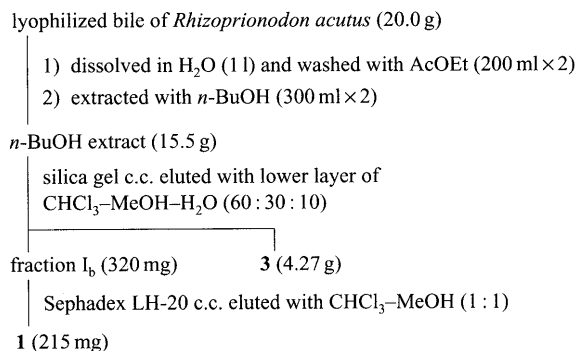 lyophilized bile of Rhizoprionodon acutus (20.0 g)
1) dissolved in H₂O (1 l) and washed with AcOEt (200 ml×2)
2) extracted with n-BuOH (300 ml×2)
n-BuOH extract (15.5 g)
silica gel c.c. eluted with lower layer of
CHCl₃–MeOH–H₂O (60 : 30 : 10)
fraction I_b (320 mg) 3 (4.27 g)
Sephadex LH-20 c.c. eluted with CHCl₃–MeOH (1 : 1)
1 (215 mg)